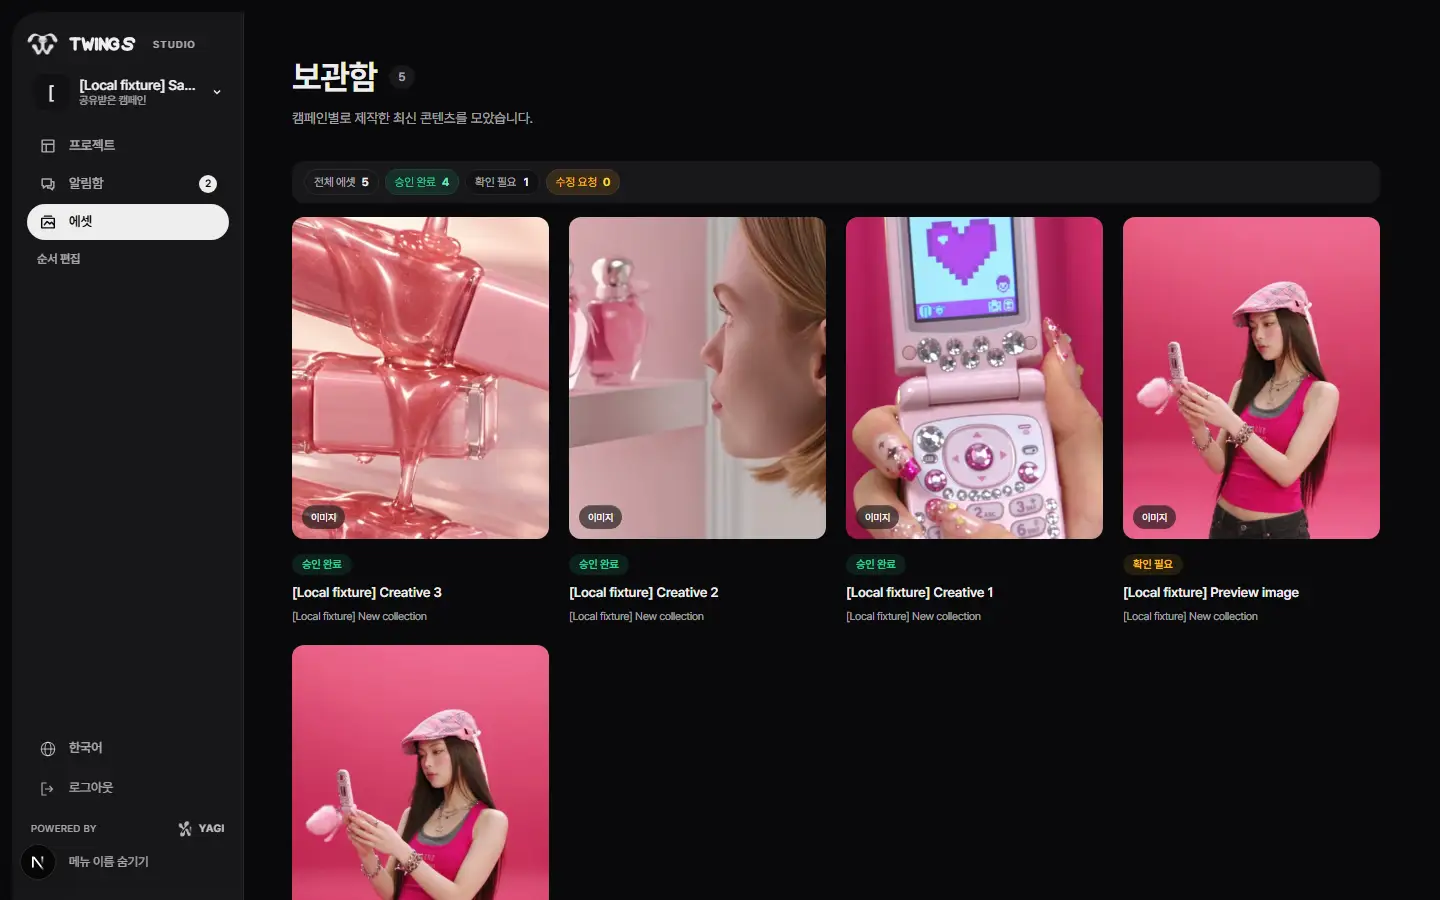 TWINGS STUDIO
[
[Local fixture] Sa...
공유받은 캠페인
프로젝트
알림함 2
에셋
순서 편집
한국어
로그아웃
POWERED BY YAGI
N 메뉴 이름 숨기기
보관함 5
캠페인별로 제작한 최신 콘텐츠를 모았습니다.
전체 에셋 5 승인 완료 4 확인 필요 1 수정 요청 0
이미지
승인 완료
[Local fixture] Creative 3
[Local fixture] New collection
이미지
승인 완료
[Local fixture] Creative 2
[Local fixture] New collection
2 ABC
3
6
이미지
승인 완료
[Local fixture] Creative 1
[Local fixture] New collection
이미지
확인 필요
[Local fixture] Preview image
[Local fixture] New collection